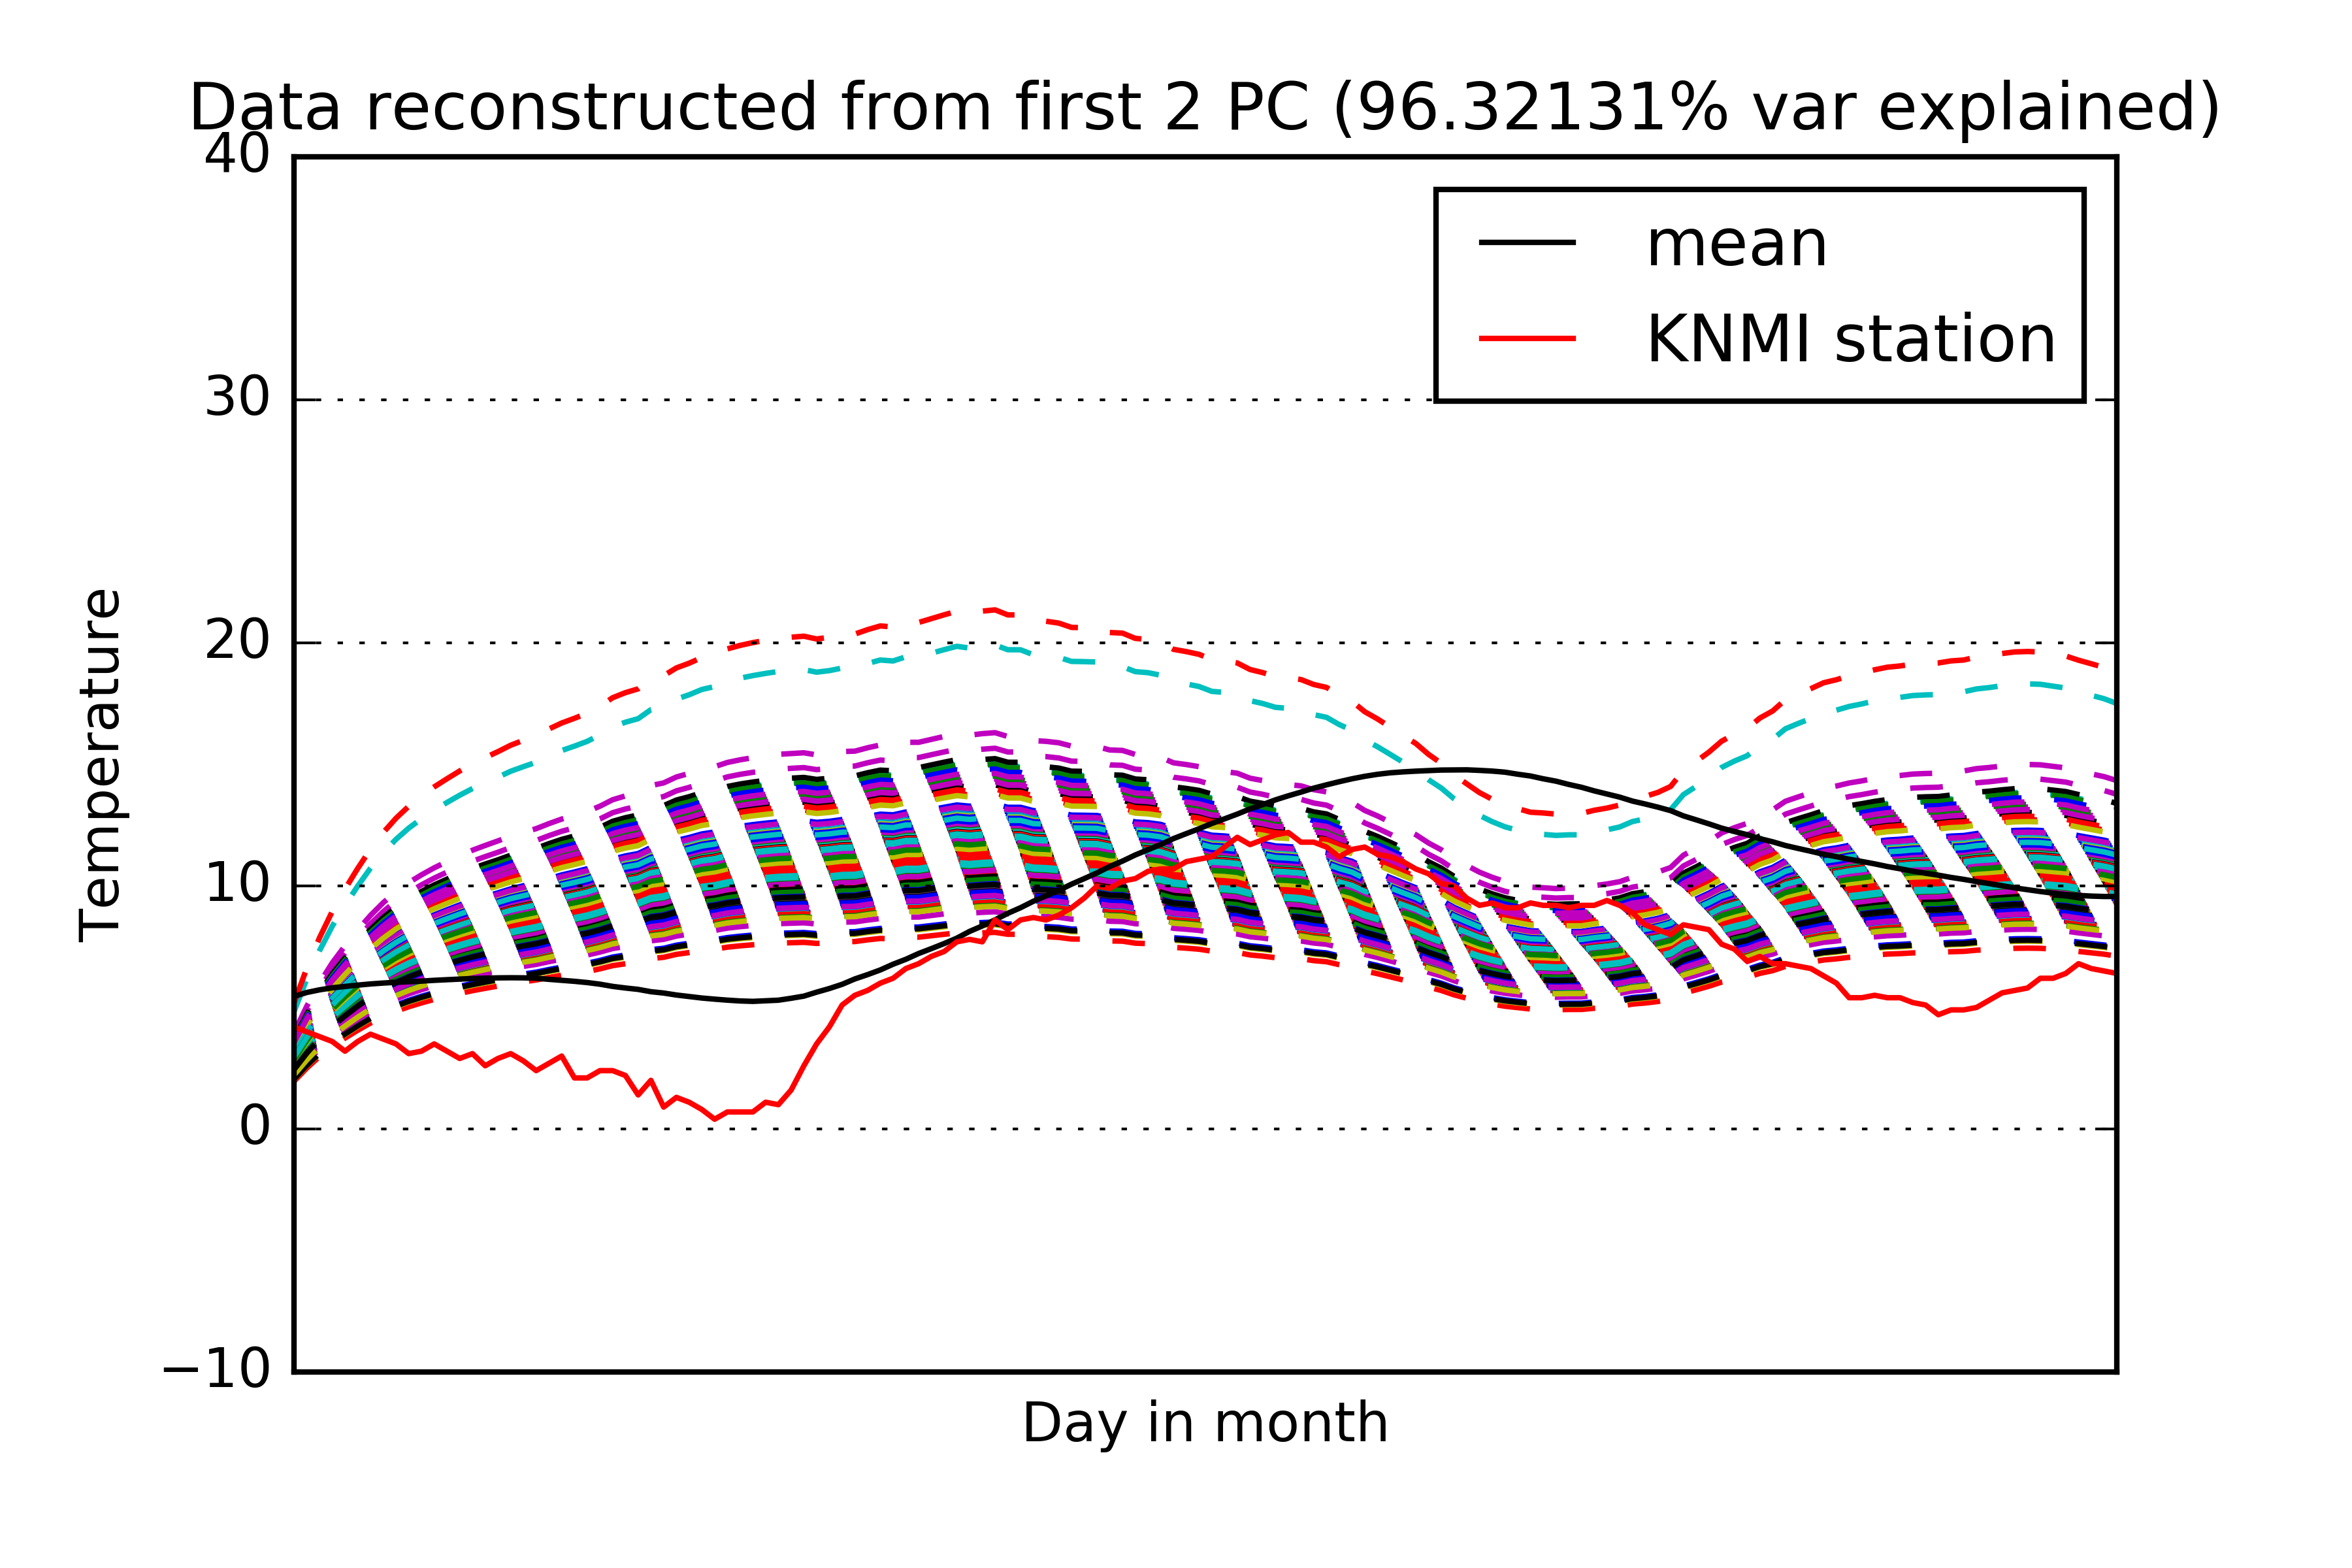 Data reconstructed from first 2 PC (96.32131% var explained)
40
mean
KNMI station
30
20
10
0
−10
Temperature
Day in month